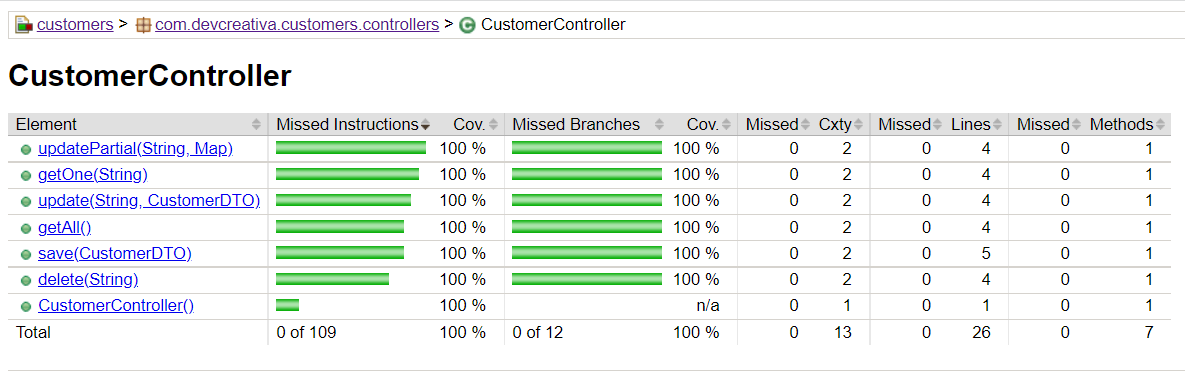 customers > com.devcreativa.customers.controllers > CustomerController
CustomerController
Element Missed Instructions Cov. Missed Branches Cov. Missed Cxty Missed Lines Missed Methods
updatePartial(String, Map) 100 % 100 % 0 2 0 4 0 1
getOne(String) 100 % 100 % 0 2 0 4 0 1
update(String, CustomerDTO) 100 % 100 % 0 2 0 4 0 1
getAll() 100 % 100 % 0 2 0 4 0 1
save(CustomerDTO) 100 % 100 % 0 2 0 5 0 1
delete(String) 100 % 100 % 0 2 0 4 0 1
CustomerController() 100 % n/a 0 1 0 1 0 1
Total 0 of 109 100 % 0 of 12 100 % 0 13 0 26 0 7